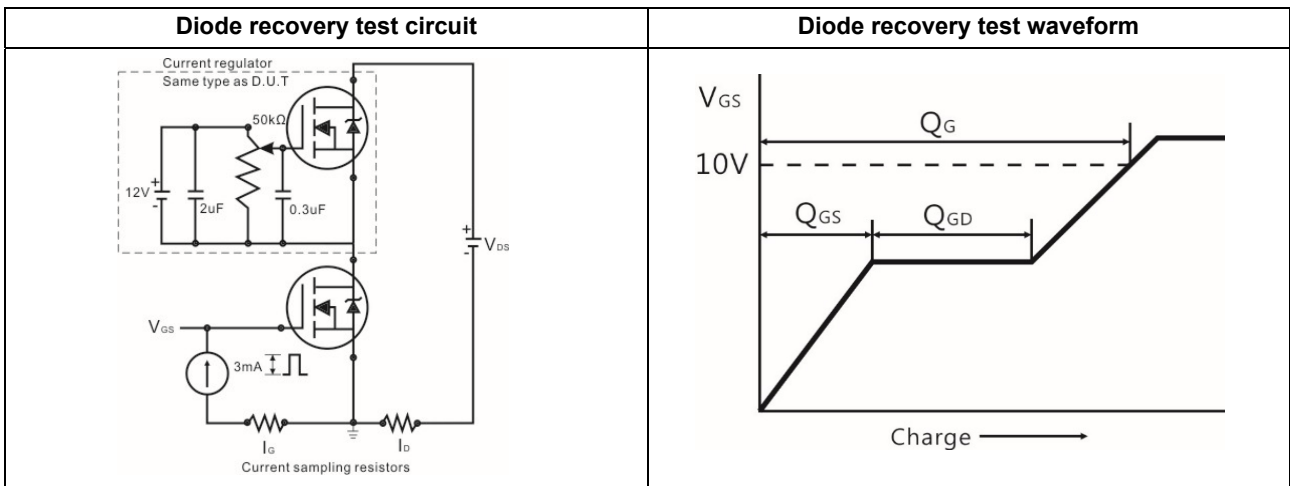 Diode recovery test circuit
Diode recovery test waveform
Current regulator
Same type as D.U.T
50kΩ
12V
+
-
2uF
0.3uF
+
-
VDS
VGS
3mA
IG
ID
Current sampling resistors
VGS
QG
10V
QGS
QGD
Charge